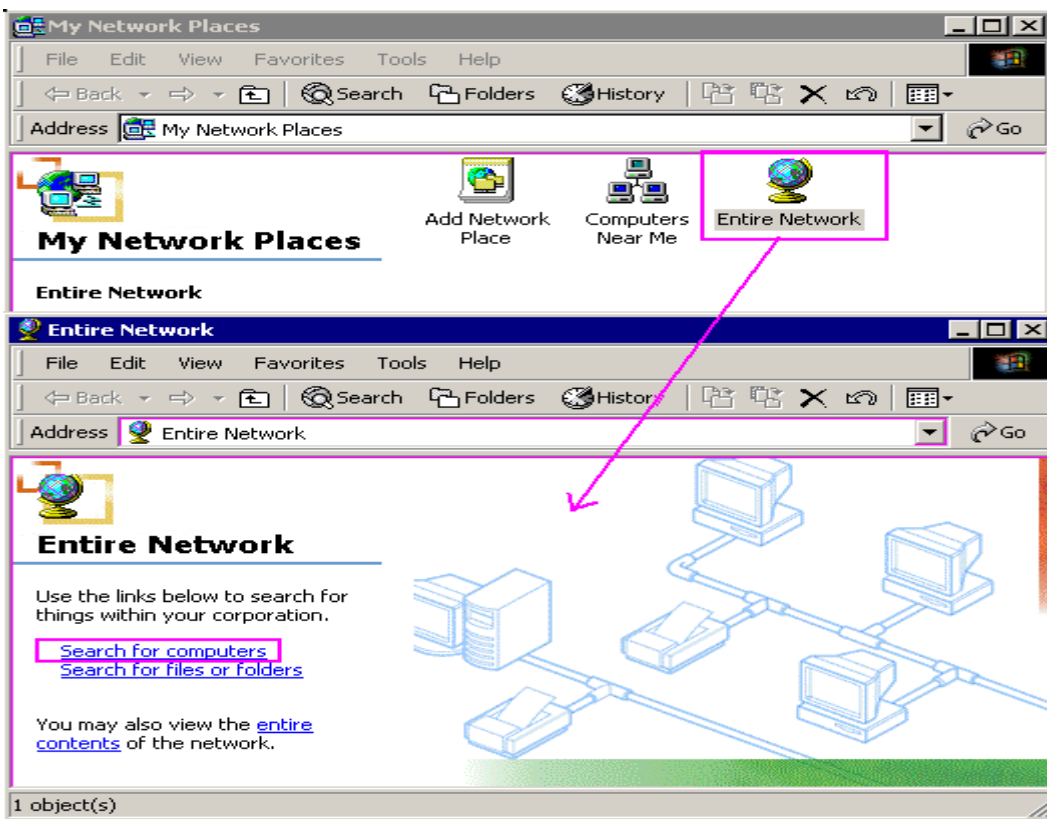 My Network Places
File Edit View Favorites Tools Help
Back Search Folders History
Address My Network Places Go
Add Network Place
Computers Near Me
Entire Network
My Network Places
Entire Network
Entire Network
File Edit View Favorites Tools Help
Back Search Folders History
Address Entire Network Go
Entire Network
Use the links below to search for
things within your corporation.
Search for computers
Search for files or folders
You may also view the entire
contents of the network.
1 object(s)